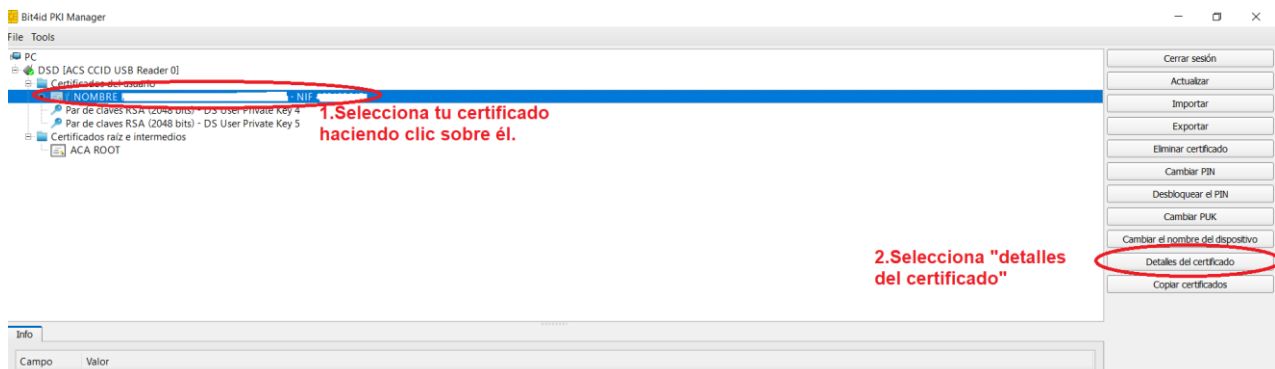 Bit4id PKI Manager
File Tools
PC
DSD [ACS CCID USB Reader 0]
Certificados del usuario
( NOMBRE - NIF
Par de claves RSA (2048 bits) - DS User Private Key 4
Par de claves RSA (2048 bits) - DS User Private Key 5
Certificados raíz e intermedios
ACA ROOT
1.Selecciona tu certificado
haciendo clic sobre él.
Cerrar sesión
Actualizar
Importar
Exportar
Eliminar certificado
Cambiar PIN
Desbloquear el PIN
Cambiar PUK
Cambiar el nombre del dispositivo
Detalles del certificado
Copiar certificados
2.Selecciona "detalles
del certificado"
Info
Campo Valor